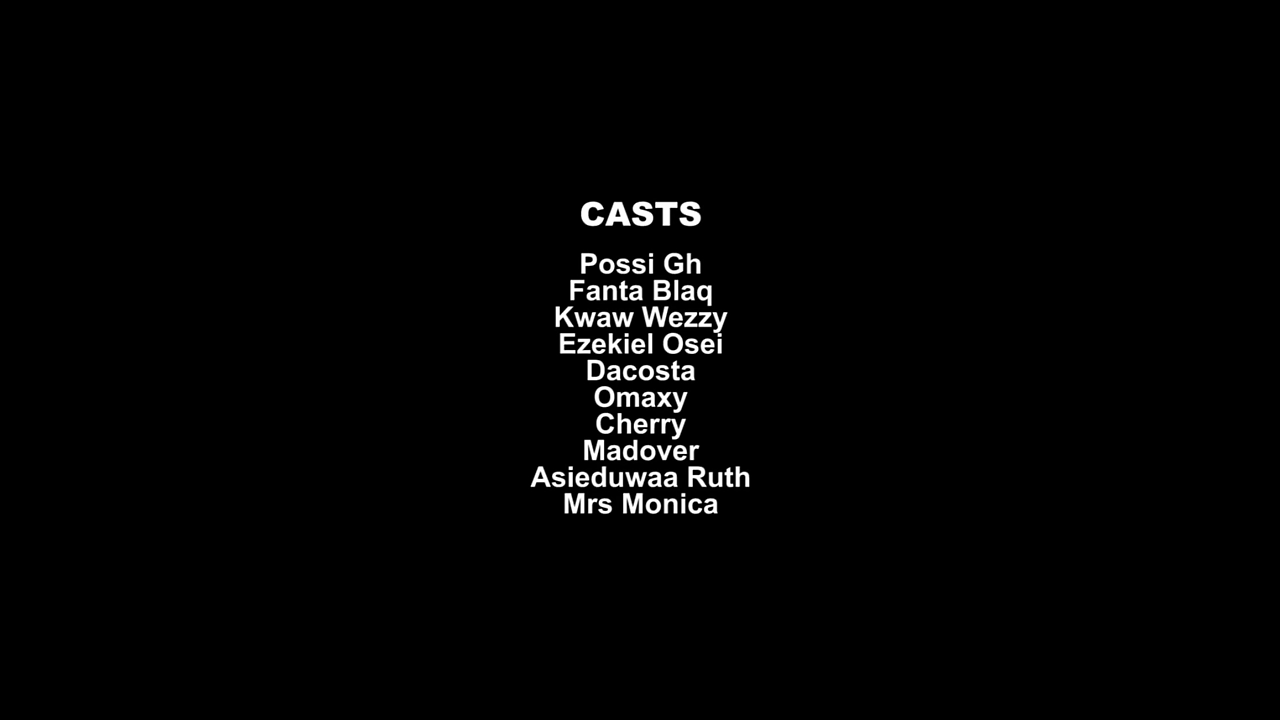 CASTS
Possi Gh
Fanta Blaq
Kwaw Wezzy
Ezekiel Osei
Dacosta
Omaxy
Cherry
Madover
Asieduwaa Ruth
Mrs Monica